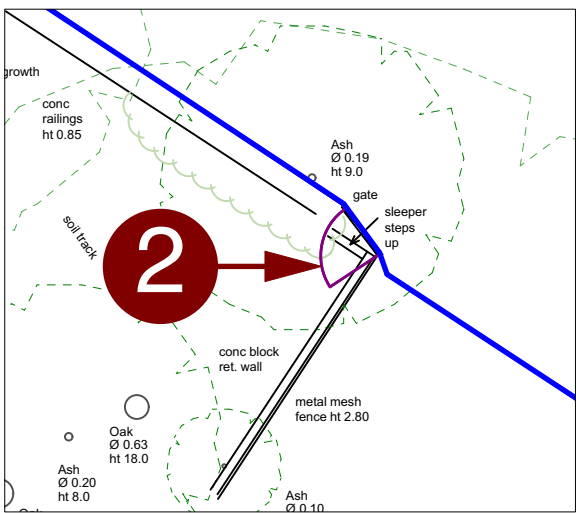 growth
conc
railings
ht 0.85
Ash
Ø 0.19
ht 9.0
gate
sleeper
steps
up
soil track
2
conc block
ret. wall
metal mesh
fence ht 2.80
Oak
Ø 0.63
ht 18.0
Ash
Ø 0.20
ht 8.0
Ash
Ø 0.10